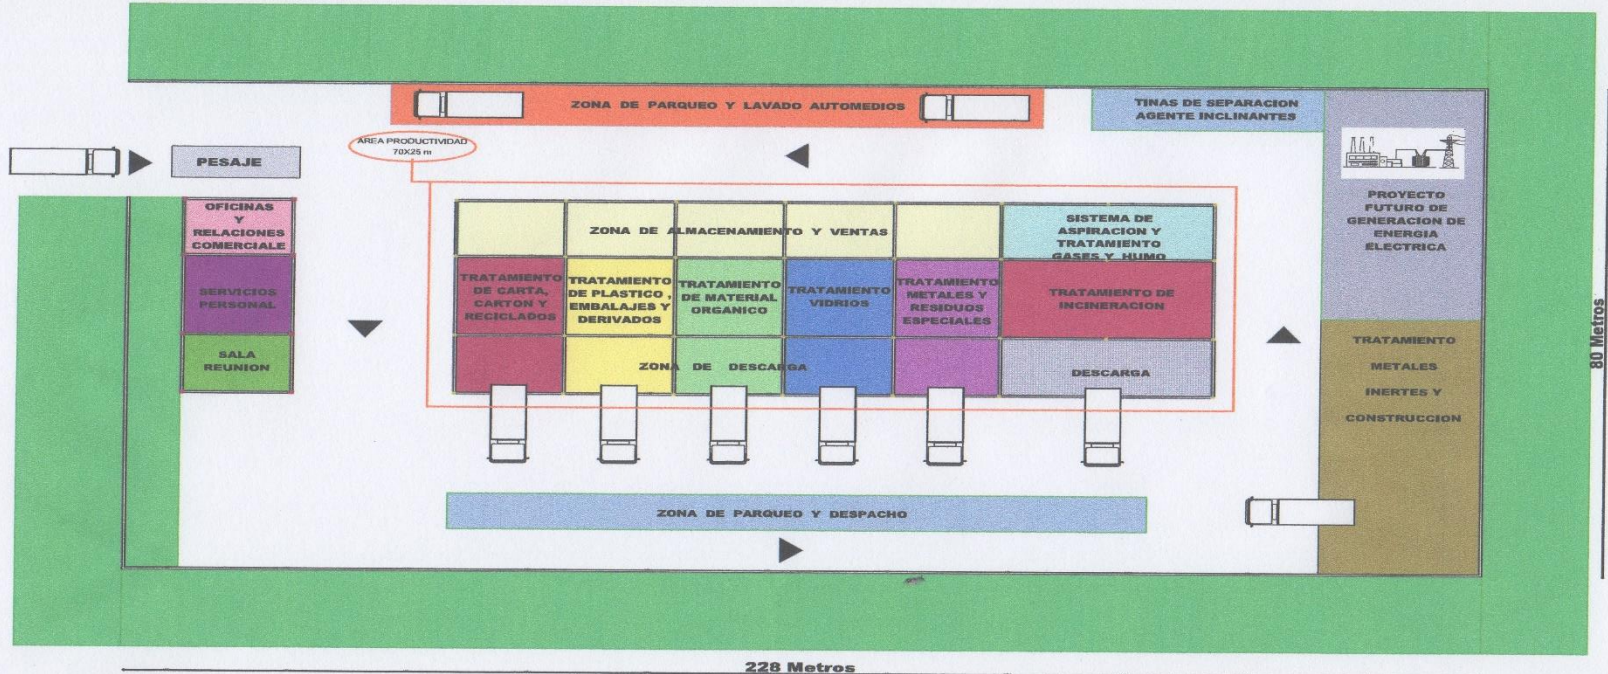 ZONA DE PARQUEO Y LAVADO AUTOMEDIOS
TINAS DE SEPARACION
AGENTE INCLINANTES
AREA PRODUCTIVIDAD
70X25 m
PESAJE
OFICINAS
Y
RELACIONES
COMERCIALE
SERVICIOS
PERSONAL
SALA
REUNION
ZONA DE ALMACENAMIENTO Y VENTAS
SISTEMA DE
ASPIRACION Y
TRATAMIENTO
GASES Y HUMO
TRATAMIENTO
DE CARTA,
CARTON Y
RECICLADOS
TRATAMIENTO
DE PLASTICO ,
EMBALAJES Y
DERIVADOS
TRATAMIENTO
DE MATERIAL
ORGANICO
TRATAMIENTO
VIDRIOS
TRATAMIENTO
METALES Y
RESIDUOS
ESPECIALES
TRATAMIENTO DE
INCINERACION
ZONA DE DESCARGA
DESCARGA
PROYECTO
FUTURO DE
GENERACION DE
ENERGIA
ELECTRICA
TRATAMIENTO
METALES
INERTES Y
CONSTRUCCION
ZONA DE PARQUEO Y DESPACHO
80 Metros
228 Metros